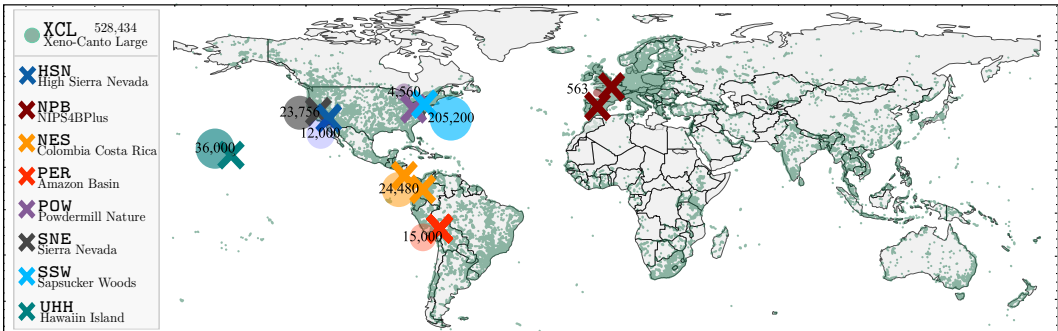 XCL 528,434
Xeno-Canto Large
HSN
High Sierra Nevada
NPB
NIPS4BPlus
NES
Colombia Costa Rica
PER
Amazon Basin
POW
Powdermill Nature
SNE
Sierra Nevada
SSW
Sapsucker Woods
UHH
Hawaiin Island
4,560
563
23,756
205,200
12,000
36,000
24,480
15,000